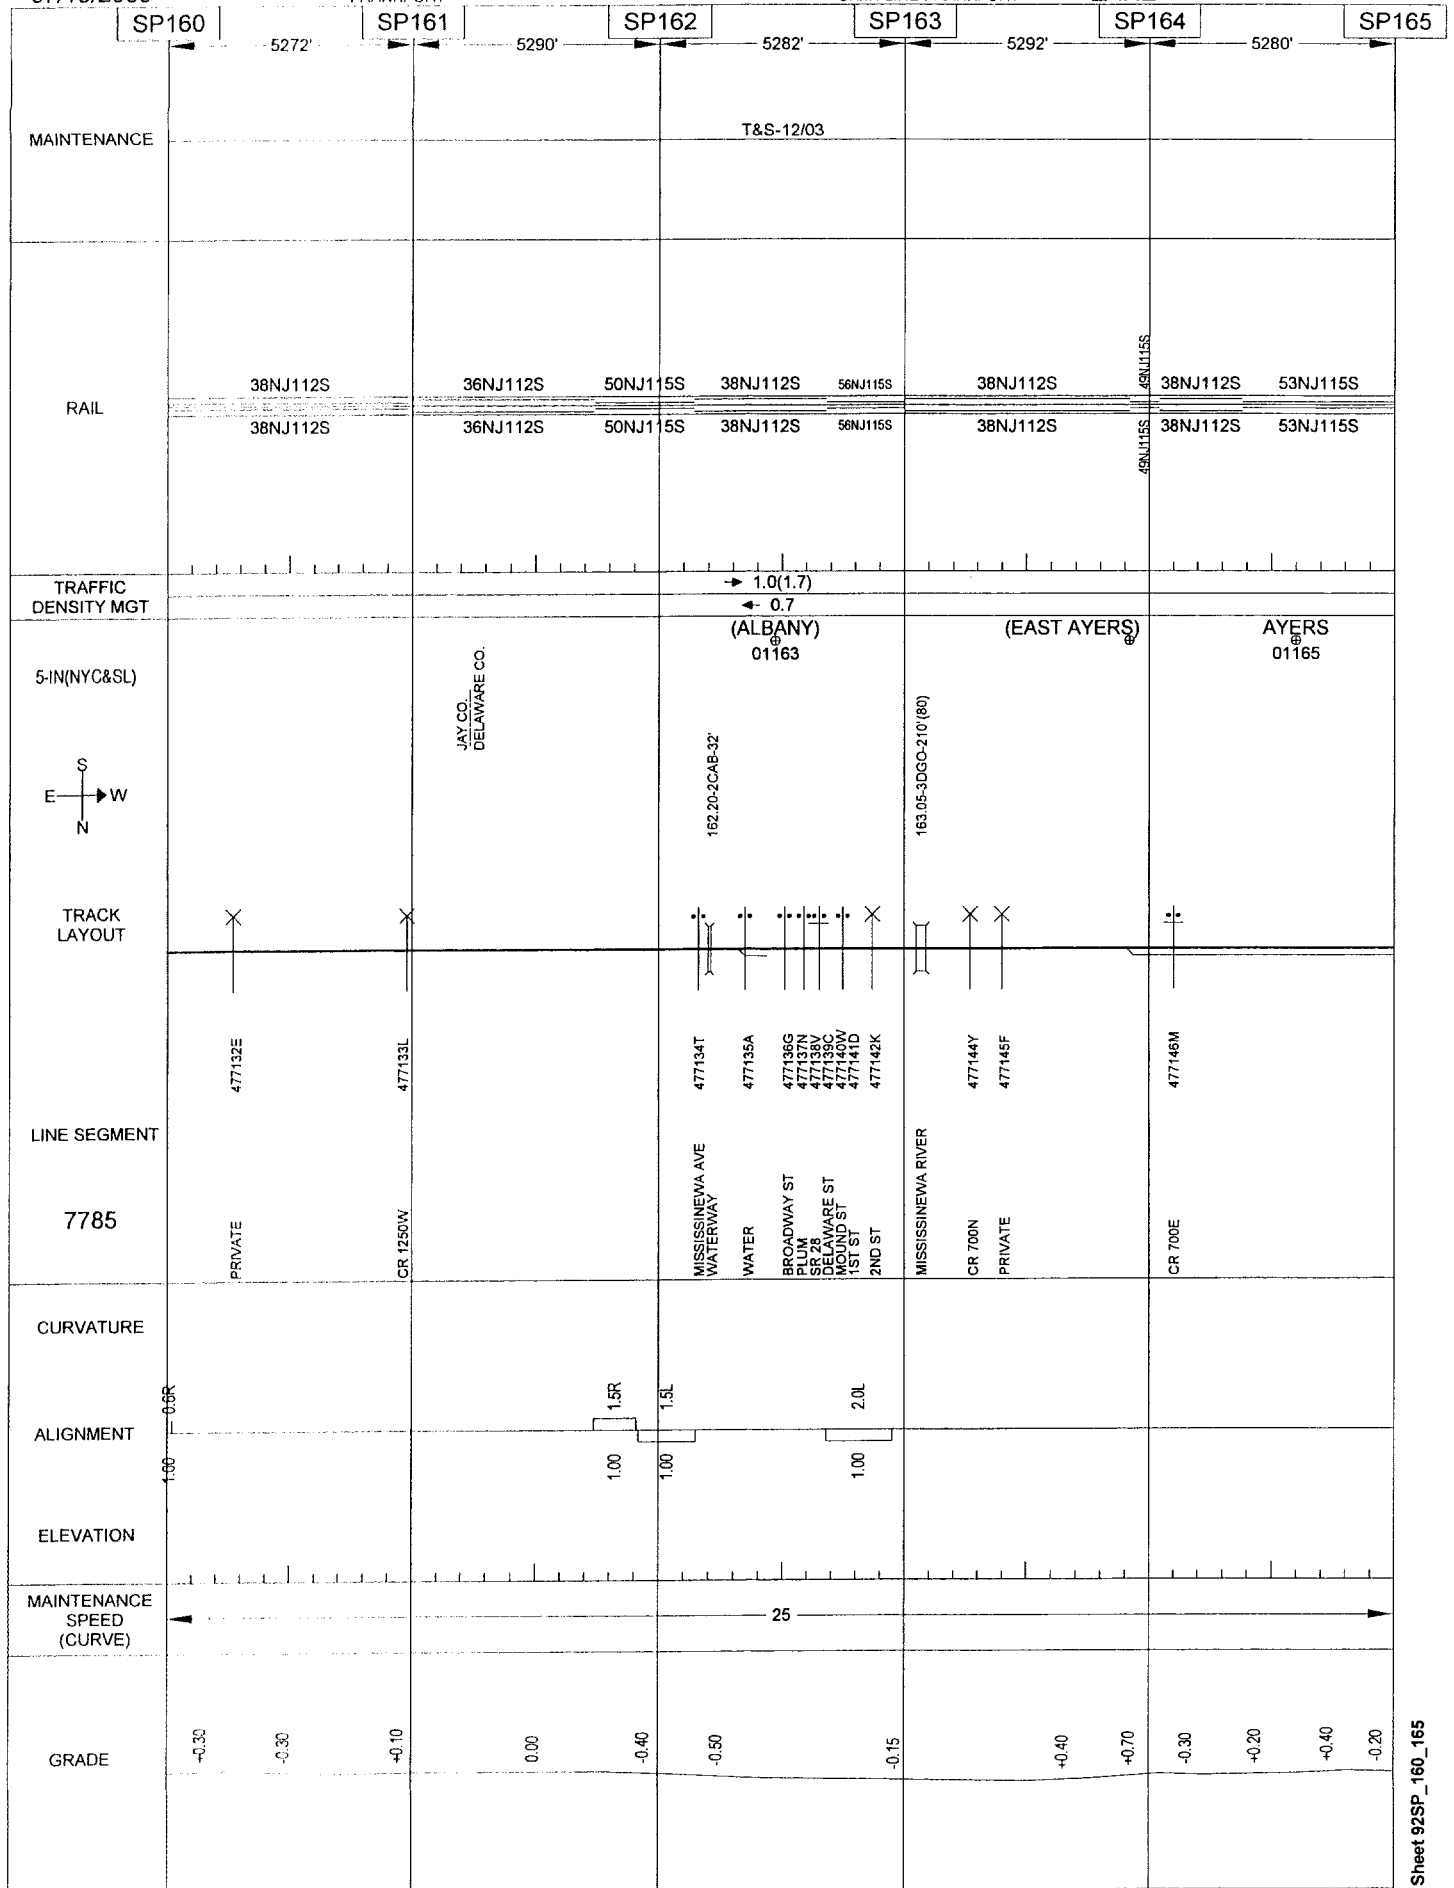 SP160 SP161 SP162 SP163 SP164 SP165
5272' 5290' 5282' 5292' 5280'
MAINTENANCE
T&S-12/03
49NJ115S
38NJ112S 36NJ112S 50NJ115S 38NJ112S 56NJ115S 38NJ112S 38NJ112S 53NJ115S
RAIL
38NJ112S 36NJ112S 50NJ115S 38NJ112S 56NJ115S 38NJ112S 38NJ112S 53NJ115S
49NJ115S
TRAFFIC
DENSITY MGT
1.0(1.7)
0.7
(ALBANY) (EAST AYERS) AYERS
01163 01165
5-IN(NYC&SL)
JAY CO.
DELAWARE CO.
162.20-2CAB-32'
163.05-3DGO-210'(80)
S
E W
N
TRACK
LAYOUT
477132E
477133L
477134T
477135A
477136G
477137N
477138V
477139C
477140W
477141D
477142K
477144Y
477145F
477146M
LINE SEGMENT
7785
PRIVATE
CR 1250W
MISSISSINEWA AVE
WATERWAY
WATER
BROADWAY ST
PLUM
SR 28
DELAWARE ST
MOUND ST
1ST ST
2ND ST
MISSISSINEWA RIVER
CR 700N
PRIVATE
CR 700E
CURVATURE
0.6R 1.5R 1.5L 2.0L
ALIGNMENT
1.00 1.00 1.00 1.00
ELEVATION
MAINTENANCE
SPEED
(CURVE)
25
GRADE
+0.30 -0.30 +0.10 0.00 -0.40 -0.50 -0.15 +0.40 +0.70 -0.30 +0.20 +0.40 -0.20
Sheet 92SP_160_165